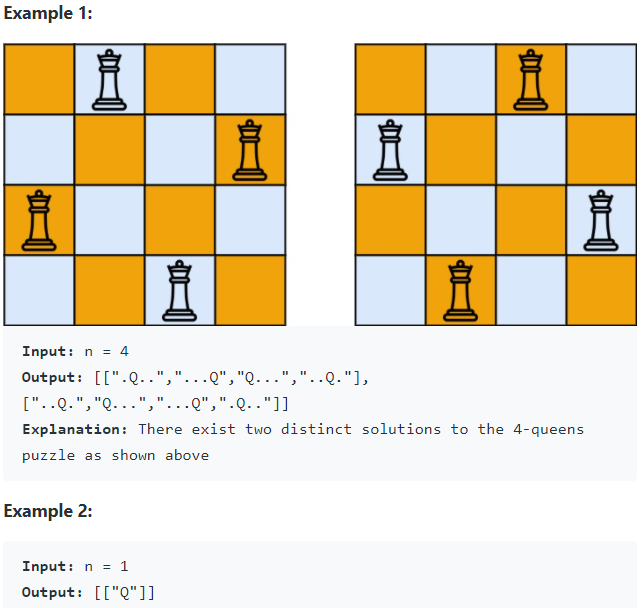 Example 1:
Input: n = 4
Output: [[".Q..","...Q","Q...","..Q."],
["..Q.","Q...","...Q",".Q.."]]
Explanation: There exist two distinct solutions to the 4-queens
puzzle as shown above
Example 2:
Input: n = 1
Output: [["Q"]]